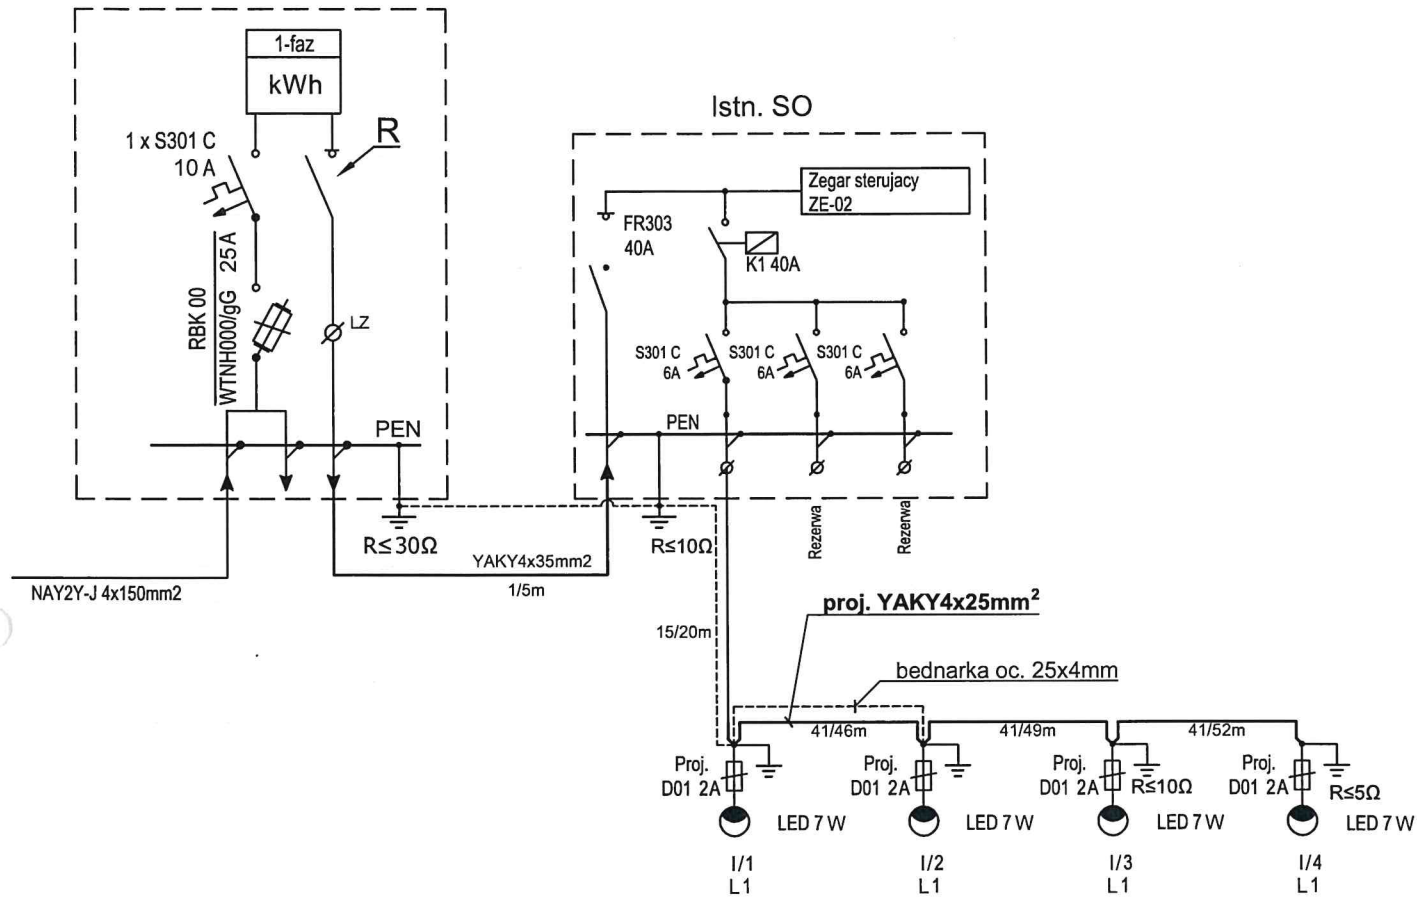 1-faz
kWh
R
1 x S301 C
10 A
RBK 00
WTNH000/gG 25A
LZ
PEN
R≤30Ω
NAY2Y-J 4x150mm2
YAKY4x35mm2
1/5m
Istn. SO
Zegar sterujacy
ZE-02
FR303
40A
K1 40A
S301 C
6A
S301 C
6A
S301 C
6A
PEN
R≤10Ω
Rezerwa
Rezerwa
15/20m
proj. YAKY4x25mm²
bednarka oc. 25x4mm
41/46m
41/49m
41/52m
Proj.
D01 2A
LED 7 W
I/1
L1
Proj.
D01 2A
LED 7 W
I/2
L1
Proj.
D01 2A
R≤10Ω
LED 7 W
I/3
L1
Proj.
D01 2A
R≤5Ω
LED 7 W
I/4
L1